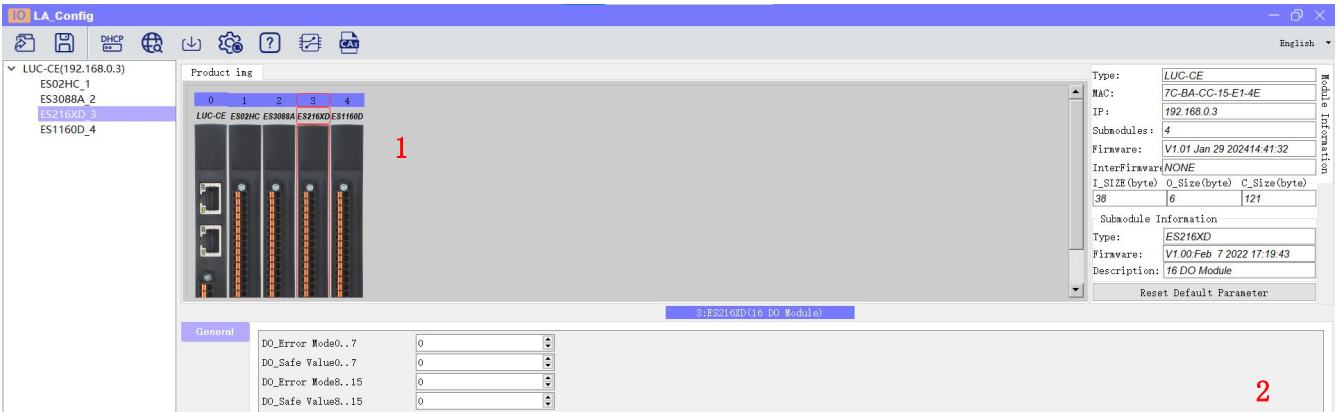 IO LA_Config
DHCP
CAT
English
LUC-CE(192.168.0.3)
ES02HC_1
ES3088A_2
ES216XD_3
ES1160D_4
Product img
0 1 2 3 4
LUC-CE ES02HC ES3088A ES216XD ES1160D
1
Type: LUC-CE
MAC: 7C-BA-CC-15-E1-4E
IP: 192.168.0.3
Submodules: 4
Firmware: V1.01 Jan 29 202414:41:32
InterFirmware NONE
I_SIZE(byte) O_Size(byte) C_Size(byte)
38 6 121
Submodule Information
Type: ES216XD
Firmware: V1.00:Feb 7 2022 17:19:43
Description: 16 DO Module
Reset Default Parameter
Module Information
3:ES216XD(16 DO Module)
General
DO_Error Mode0..7 0
DO_Safe Value0..7 0
DO_Error Mode8..15 0
DO_Safe Value8..15 0
2